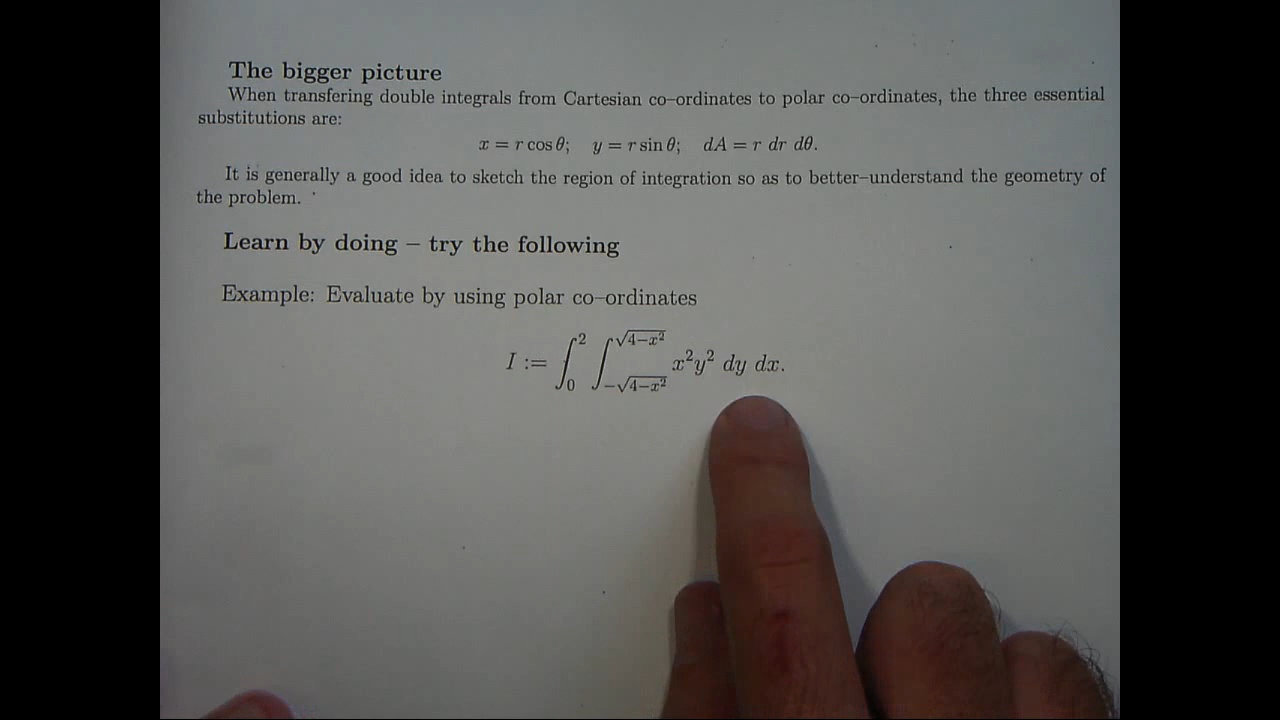 The bigger picture
When transfering double integrals from Cartesian co–ordinates to polar co–ordinates, the three essential
substitutions are:
x = r cos θ;   y = r sin θ;   dA = r dr dθ.
It is generally a good idea to sketch the region of integration so as to better–understand the geometry of
the problem.
Learn by doing – try the following
Example: Evaluate by using polar co–ordinates
I := ∫₀² ∫_{−√(4−x²)}^{√(4−x²)} x²y² dy dx.